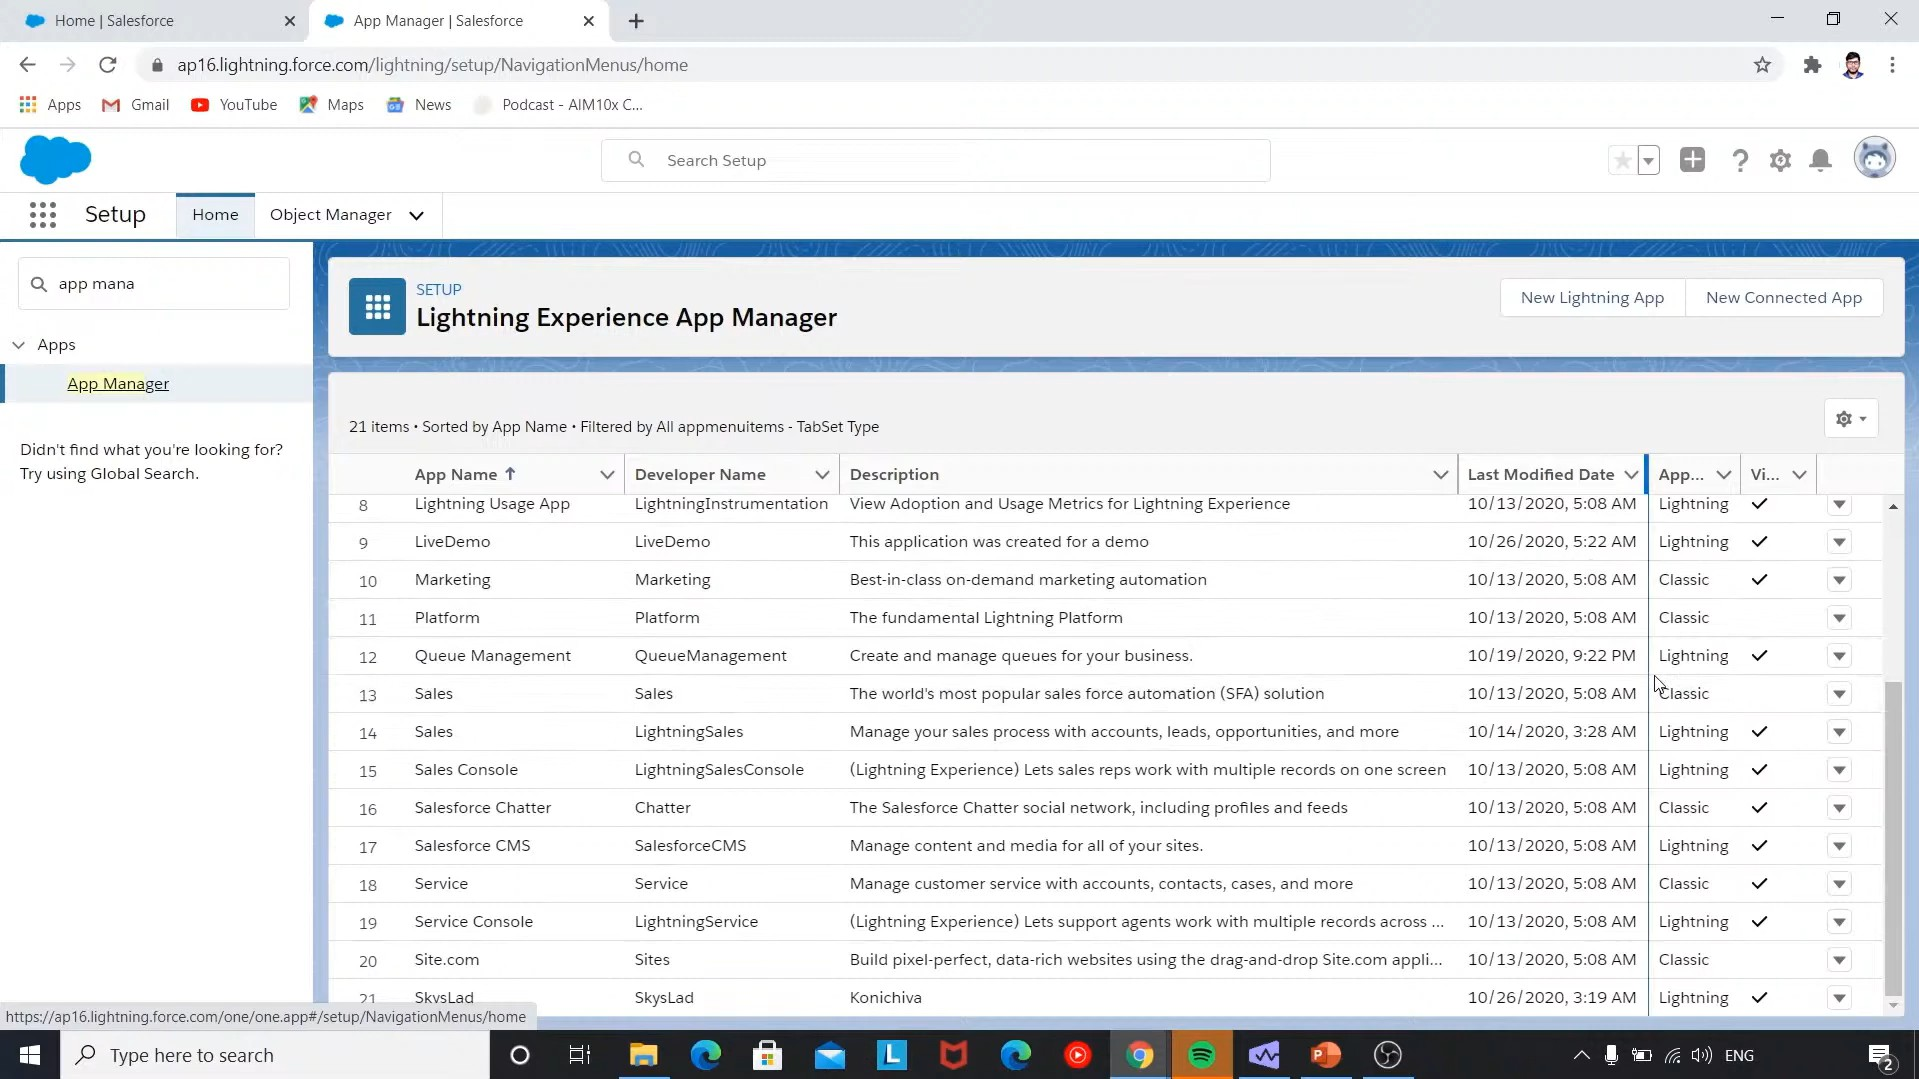 Home | Salesforce
App Manager | Salesforce
ap16.lightning.force.com/lightning/setup/NavigationMenus/home
Apps Gmail YouTube Maps News Podcast - AIM10x C...
Search Setup
Setup Home Object Manager
app mana
Apps
App Manager
Didn't find what you're looking for?
Try using Global Search.
SETUP
Lightning Experience App Manager
New Lightning App New Connected App
21 items • Sorted by App Name • Filtered by All appmenuitems - TabSet Type
App Name Developer Name Description Last Modified Date App... Vi...
8 Lightning Usage App LightningInstrumentation View Adoption and Usage Metrics for Lightning Experience 10/13/2020, 5:08 AM Lightning
9 LiveDemo LiveDemo This application was created for a demo 10/26/2020, 5:22 AM Lightning
10 Marketing Marketing Best-in-class on-demand marketing automation 10/13/2020, 5:08 AM Classic
11 Platform Platform The fundamental Lightning Platform 10/13/2020, 5:08 AM Classic
12 Queue Management QueueManagement Create and manage queues for your business. 10/19/2020, 9:22 PM Lightning
13 Sales Sales The world's most popular sales force automation (SFA) solution 10/13/2020, 5:08 AM Classic
14 Sales LightningSales Manage your sales process with accounts, leads, opportunities, and more 10/14/2020, 3:28 AM Lightning
15 Sales Console LightningSalesConsole (Lightning Experience) Lets sales reps work with multiple records on one screen 10/13/2020, 5:08 AM Lightning
16 Salesforce Chatter Chatter The Salesforce Chatter social network, including profiles and feeds 10/13/2020, 5:08 AM Classic
17 Salesforce CMS SalesforceCMS Manage content and media for all of your sites. 10/13/2020, 5:08 AM Lightning
18 Service Service Manage customer service with accounts, contacts, cases, and more 10/13/2020, 5:08 AM Classic
19 Service Console LightningService (Lightning Experience) Lets support agents work with multiple records across ... 10/13/2020, 5:08 AM Lightning
20 Site.com Sites Build pixel-perfect, data-rich websites using the drag-and-drop Site.com appli... 10/13/2020, 5:08 AM Classic
21 SkysLad SkysLad Konichiva 10/26/2020, 3:19 AM Lightning
https://ap16.lightning.force.com/one/one.app#/setup/NavigationMenus/home
Type here to search
ENG
2